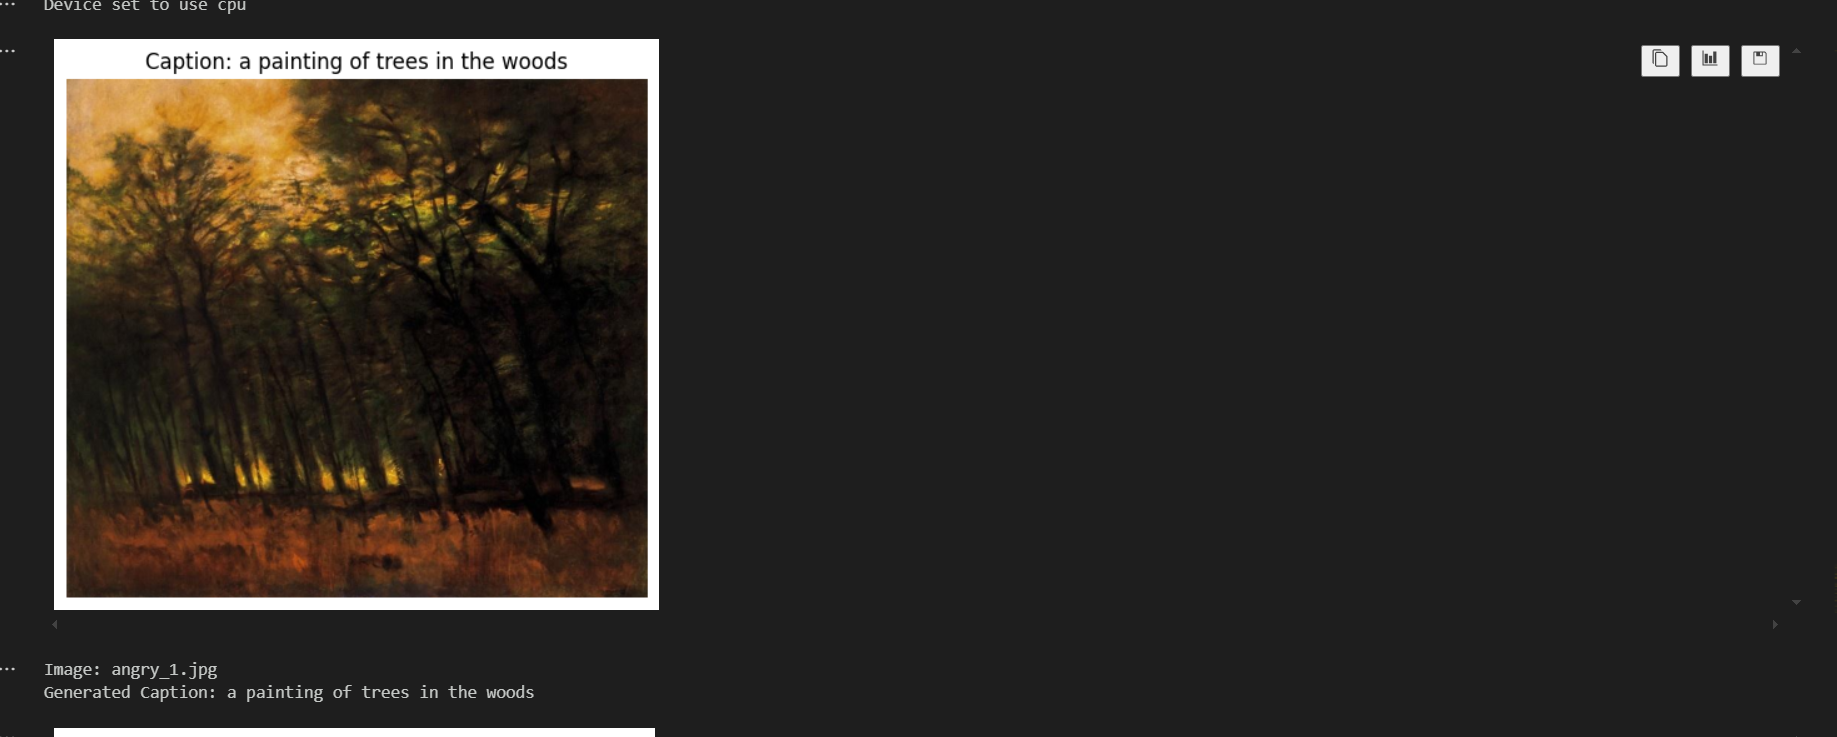 Device set to use cpu
Caption: a painting of trees in the woods
Image: angry_1.jpg
Generated Caption: a painting of trees in the woods